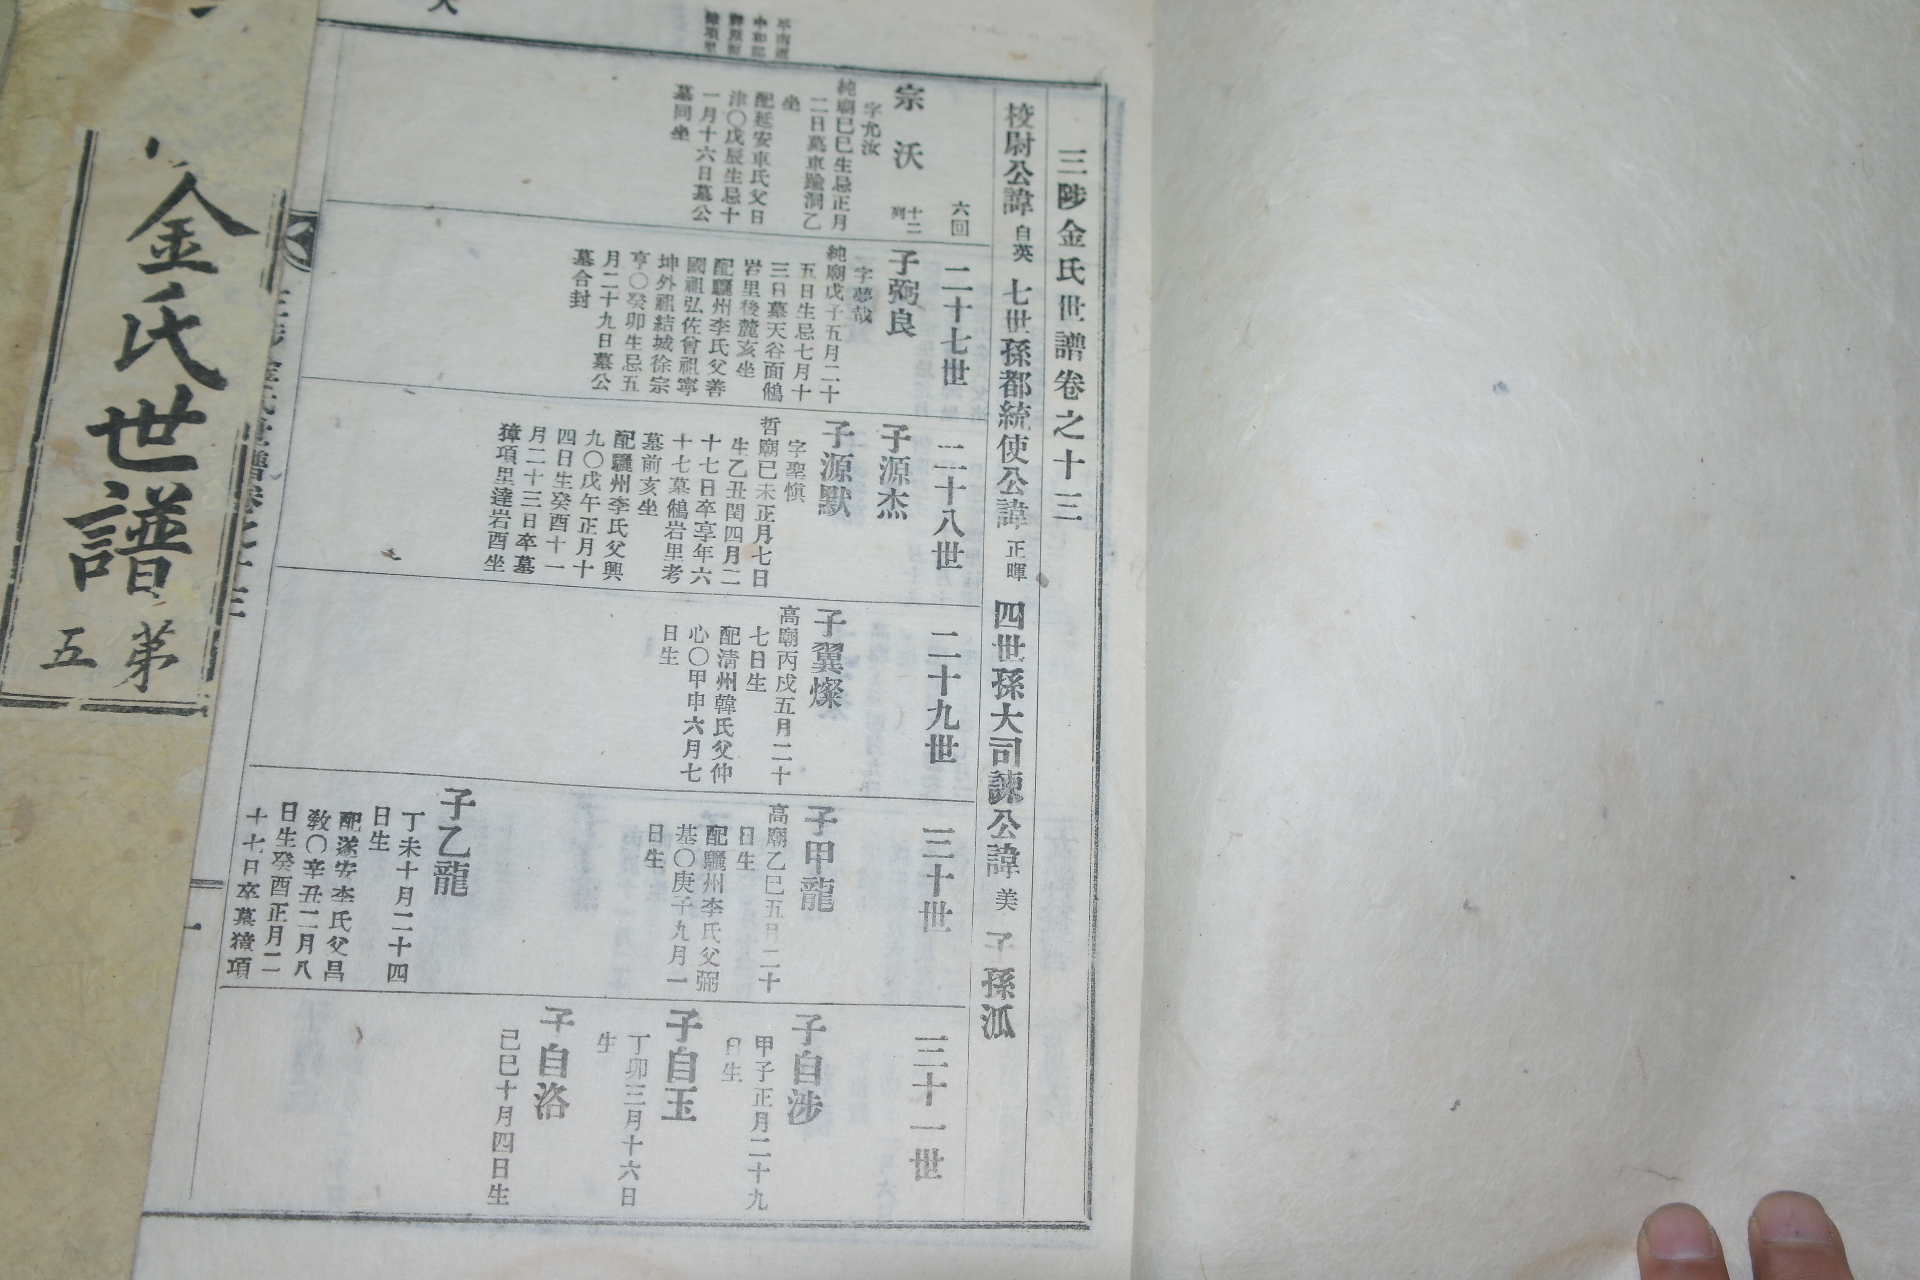 三陟金氏世譜卷之十三
校尉公諱 自英 七世孫都統使公諱 正暉 四世孫大司諫公諱 美 子孫派
六回
二十七世
二十八世
二十九世
三十世
三十一世
宗沃
十二
列
字允汝
純廟己巳生忌正月
二日墓車踰洞乙
坐
配延安車氏父日
津〇戊辰生忌十
一月十六日墓公
墓同坐
子弼良
字夢哉
純廟戊子五月二十
五日生忌七月十
三日墓天谷面鵂
岩里後麓亥坐
配驪州李氏父善
國祖弘佐曾祖寧
坤外祖結城徐宗
亨〇癸卯生忌五
月二十九日墓公
墓合封
子源杰
子源默
字聖愼
哲廟己未正月七日
生乙丑閏四月二
十七日卒享年六
十七墓鵂岩里考
墓前亥坐
配驪州李氏父興
九〇戊午正月十
四日生癸酉十一
月二十三日卒墓
獐項里達岩酉坐
子翼燦
高廟丙戌五月二十
七日生
配淸州韓氏父仲
心〇甲申六月七
日生
子甲龍
高廟乙巳五月二十
日生
配驪州李氏父弼
基〇庚子九月一
日生
子乙龍
丁未十月二十四
日生
配遂安李氏父昌
敎〇辛丑二月八
日生癸酉正月二
十七日卒墓獐項
子自涉
甲子正月二十九
日生
子自玉
丁卯三月十六日
生
子自洛
己巳十月四日生
一
金氏世譜
第五